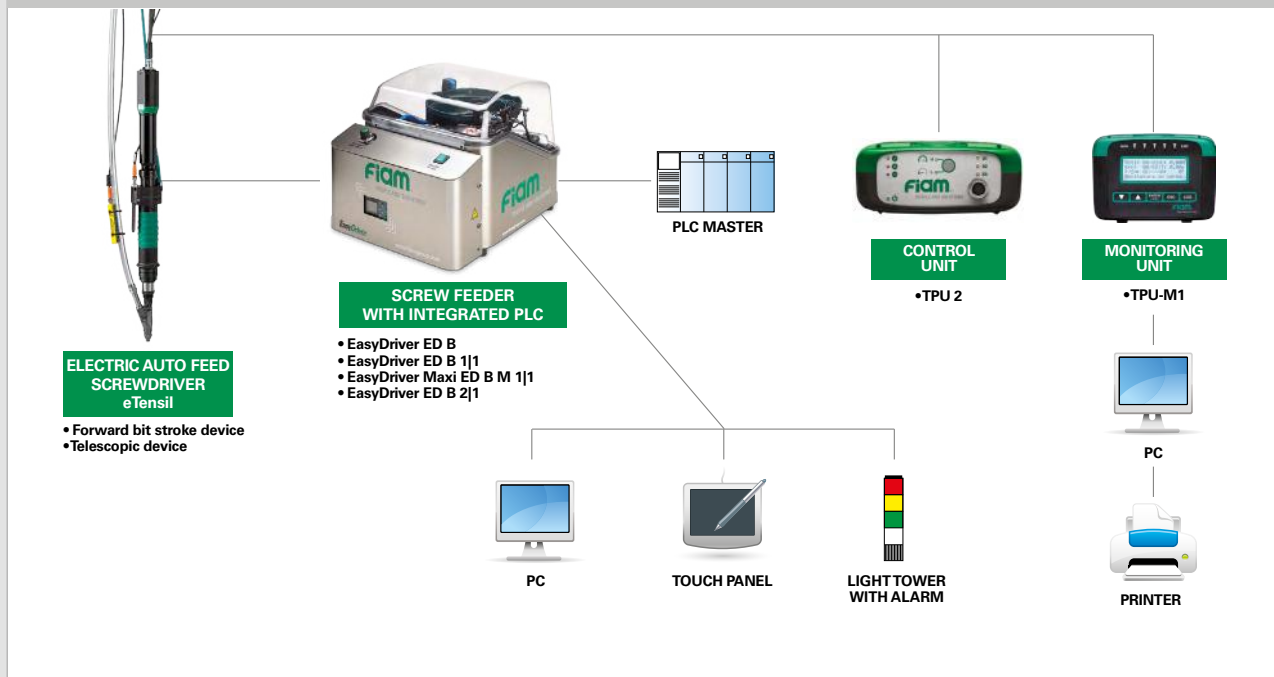 Fiam
Fiam
EasyDriver
PLC MASTER
Fiam
Fiam
CONTROL
UNIT
•TPU 2
MONITORING
UNIT
•TPU-M1
SCREW FEEDER
WITH INTEGRATED PLC
• EasyDriver ED B
• EasyDriver ED B 1|1
• EasyDriver Maxi ED B M 1|1
• EasyDriver ED B 2|1
ELECTRIC AUTO FEED
SCREWDRIVER
eTensil
• Forward bit stroke device
•Telescopic device
PC
PC
TOUCH PANEL
LIGHT TOWER
WITH ALARM
PRINTER